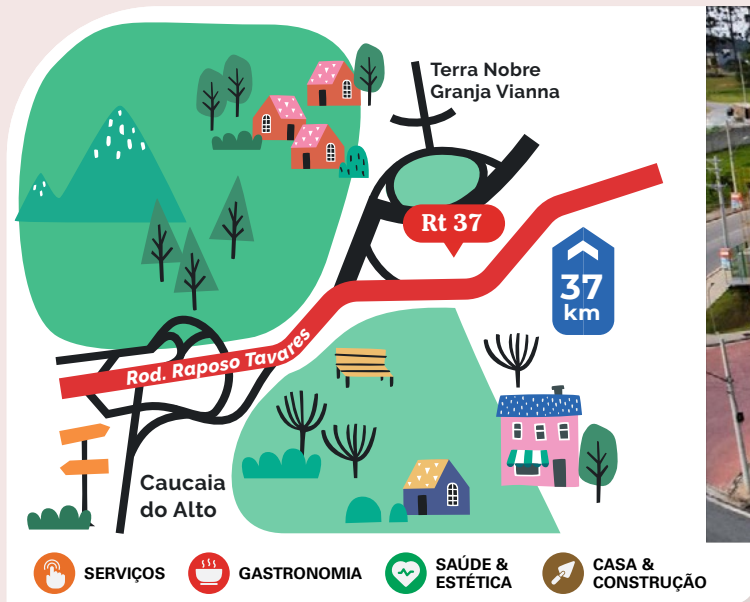 Terra Nobre
Granja Vianna
Rt 37
37
km
Rod. Raposo Tavares
Caucaia
do Alto
SERVIÇOS
GASTRONOMIA
SAÚDE &
ESTÉTICA
CASA &
CONSTRUÇÃO